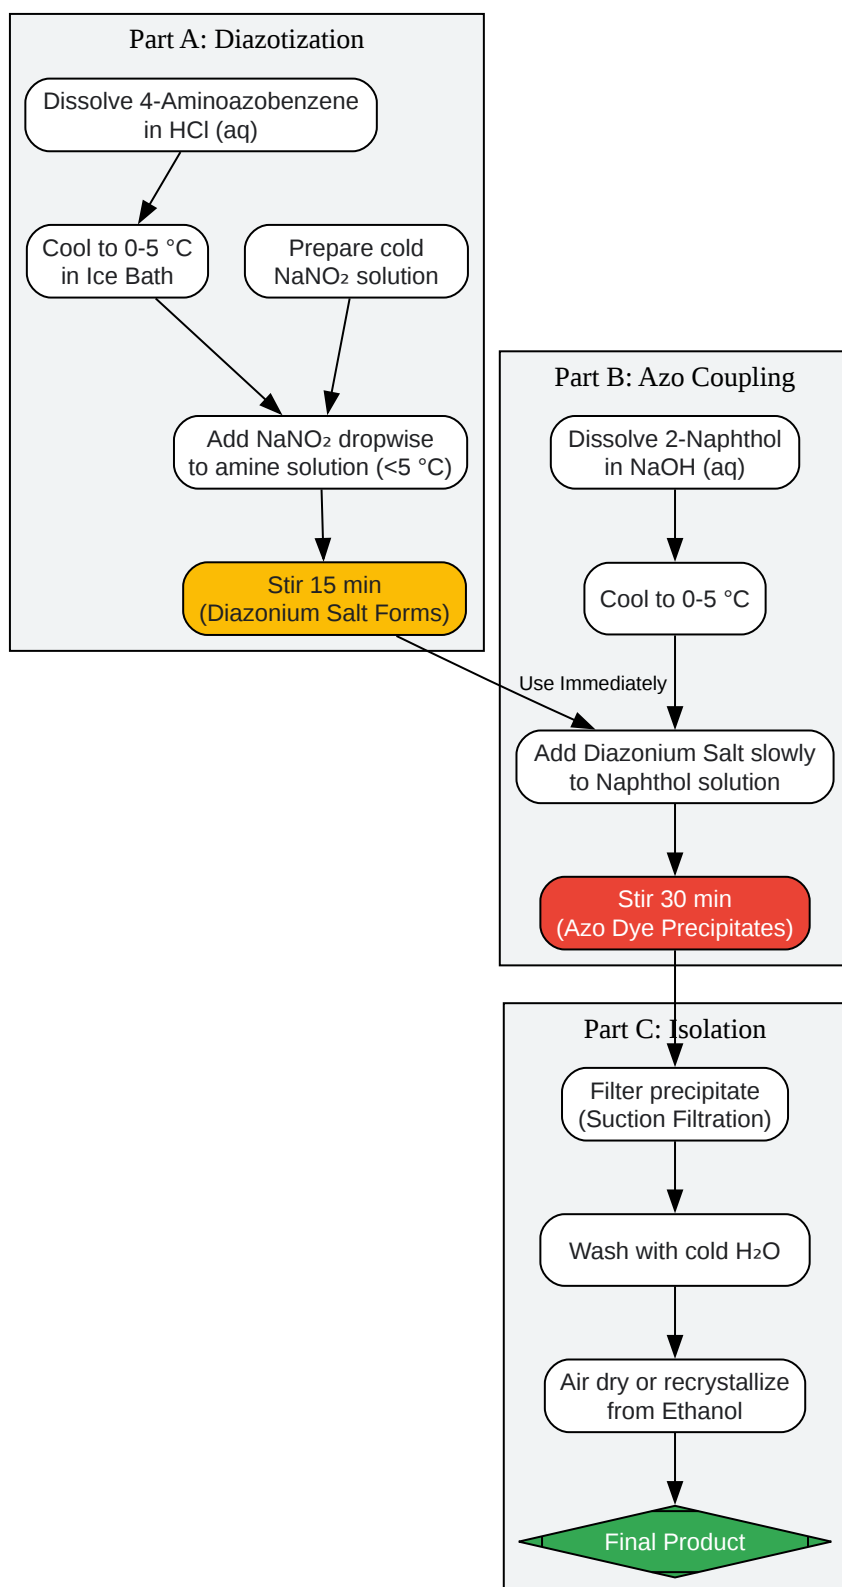 Part A: Diazotization
Dissolve 4-Aminoazobenzene
in HCl (aq)
Cool to 0-5 °C
in Ice Bath
Prepare cold
NaNO₂ solution
Add NaNO₂ dropwise
to amine solution (<5 °C)
Stir 15 min
(Diazonium Salt Forms)
Part B: Azo Coupling
Dissolve 2-Naphthol
in NaOH (aq)
Cool to 0-5 °C
Use Immediately
Add Diazonium Salt slowly
to Naphthol solution
Stir 30 min
(Azo Dye Precipitates)
Part C: Isolation
Filter precipitate
(Suction Filtration)
Wash with cold H₂O
Air dry or recrystallize
from Ethanol
Final Product